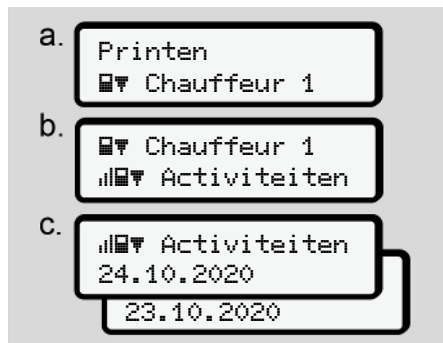 a.
Printen
Chauffeur 1
b.
Chauffeur 1
Activiteiten
c.
Activiteiten
24.10.2020
23.10.2020